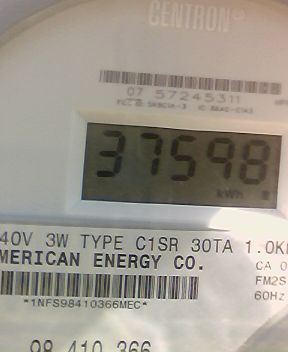 CENTRON®
07 57245311
37598
kWh
40V 3W TYPE C1SR 30TA 1.0K
MERICAN ENERGY CO.
CA 0
FM2S
60Hz
*1NFS98410366MEC*
98 410 366